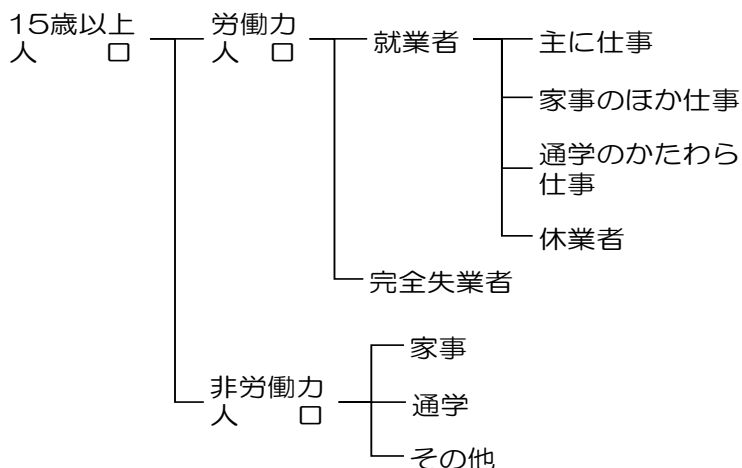 15歳以上
人　　口
労働力
人　口
就業者
主に仕事
家事のほか仕事
通学のかたわら
仕事
休業者
完全失業者
非労働力
人　　口
家事
通学
その他